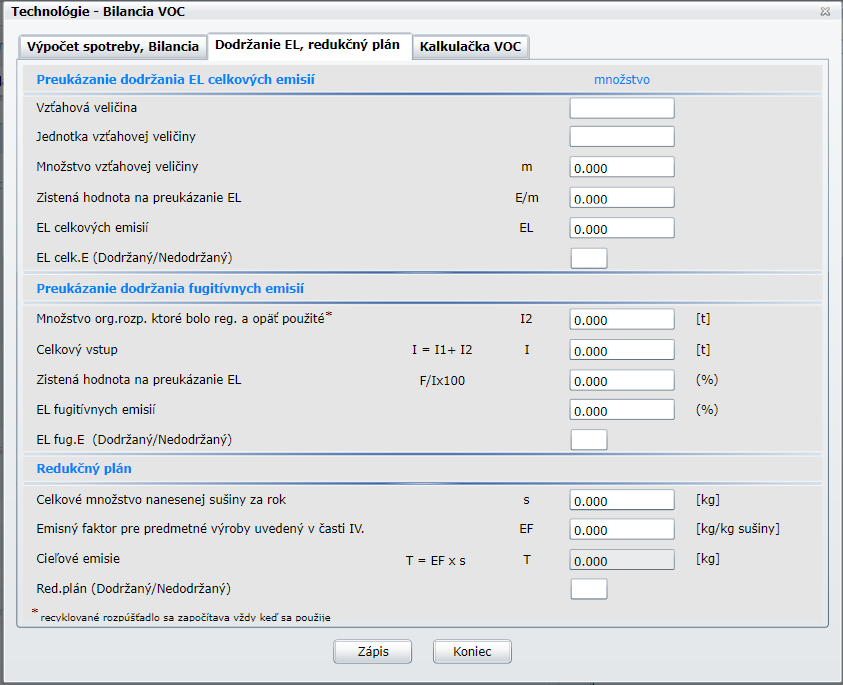 Technológie - Bilancia VOC
Výpočet spotreby, Bilancia Dodržanie EL, redukčný plán Kalkulačka VOC
Preukázanie dodržania EL celkových emisií množstvo
Vzťahová veličina
Jednotka vzťahovej veličiny
Množstvo vzťahovej veličiny m 0.000
Zistená hodnota na preukázanie EL E/m 0.000
EL celkových emisií EL 0.000
EL celk.E (Dodržaný/Nedodržaný)
Preukázanie dodržania fugitívnych emisií
Množstvo org.rozp. ktoré bolo reg. a opäť použité* I2 0.000 [t]
Celkový vstup I = I1+ I2 I 0.000 [t]
Zistená hodnota na preukázanie EL F/Ix100 0.000 (%)
EL fugitívnych emisií 0.000 (%)
EL fug.E (Dodržaný/Nedodržaný)
Redukčný plán
Celkové množstvo nanesenej sušiny za rok s 0.000 [kg]
Emisný faktor pre predmetné výroby uvedený v časti IV. EF 0.000 [kg/kg sušiny]
Cieľové emisie T = EF x s T 0.000 [kg]
Red.plán (Dodržaný/Nedodržaný)
* recyklované rozpúšťadlo sa započítava vždy keď sa použije
Zápis Koniec